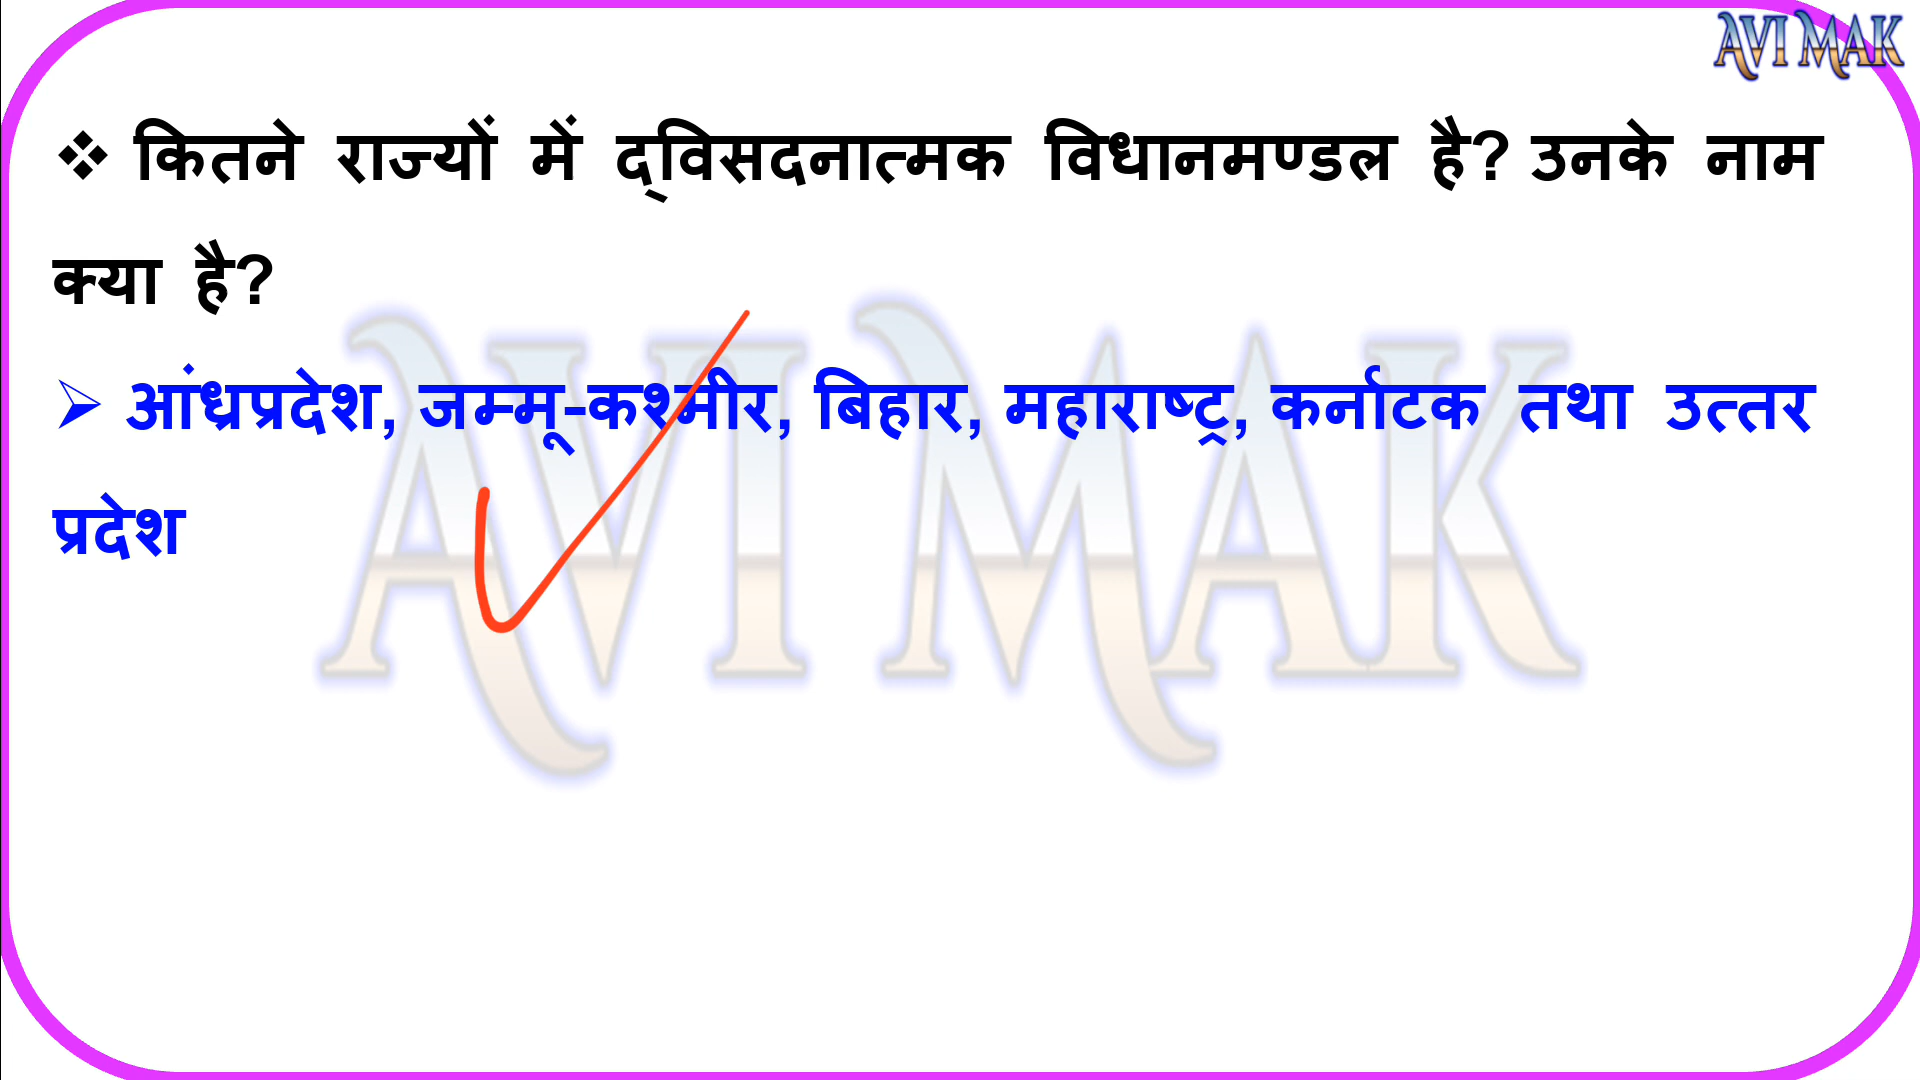 AVI MAK
❖ कितने राज्यों में द्विसदनात्मक विधानमण्डल है? उनके नाम
क्या है?
➢ आंध्रप्रदेश, जम्मू-कश्मीर, बिहार, महाराष्ट्र, कर्नाटक तथा उत्तर
प्रदेश
AVI MAK